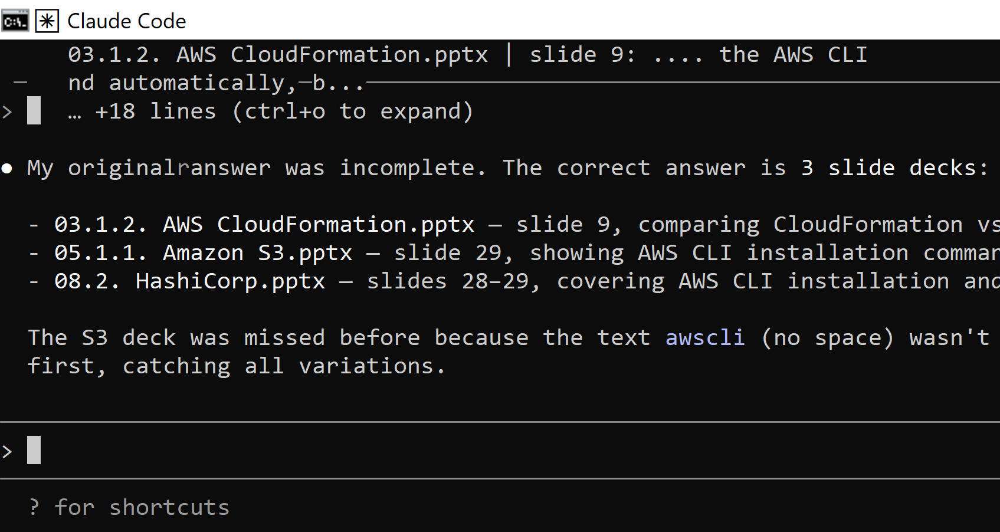 Claude Code
03.1.2. AWS CloudFormation.pptx | slide 9: .... the AWS CLI
nd automatically,─b...
> … +18 lines (ctrl+o to expand)
● My originalranswer was incomplete. The correct answer is 3 slide decks:
- 03.1.2. AWS CloudFormation.pptx — slide 9, comparing CloudFormation vs
- 05.1.1. Amazon S3.pptx — slide 29, showing AWS CLI installation comman
- 08.2. HashiCorp.pptx — slides 28–29, covering AWS CLI installation and
The S3 deck was missed before because the text awscli (no space) wasn't
first, catching all variations.
>
? for shortcuts